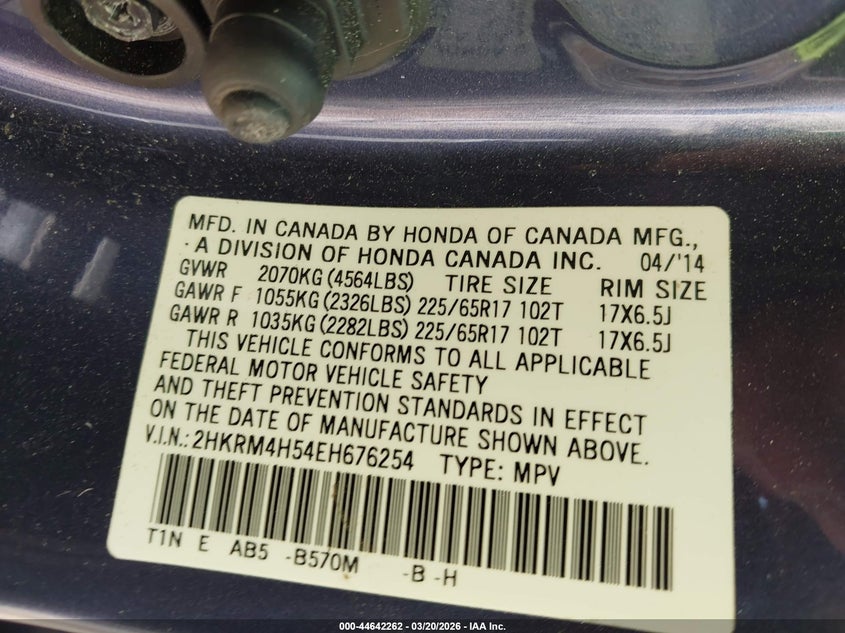 MFD. IN CANADA BY HONDA OF CANADA MFG.,
· A DIVISION OF HONDA CANADA INC. 04/'14
GVWR 2070KG (4564LBS) TIRE SIZE RIM SIZE
GAWR F 1055KG (2326LBS) 225/65R17 102T 17X6.5J
GAWR R 1035KG (2282LBS) 225/65R17 102T 17X6.5J
THIS VEHICLE CONFORMS TO ALL APPLICABLE
FEDERAL MOTOR VEHICLE SAFETY
AND THEFT PREVENTION STANDARDS IN EFFECT
ON THE DATE OF MANUFACTURE SHOWN ABOVE.
V.I.N.: 2HKRM4H54EH676254 TYPE: MPV
T1N E AB5 -B570M -B -H
000-44642262 - 03/20/2026 - IAA Inc.